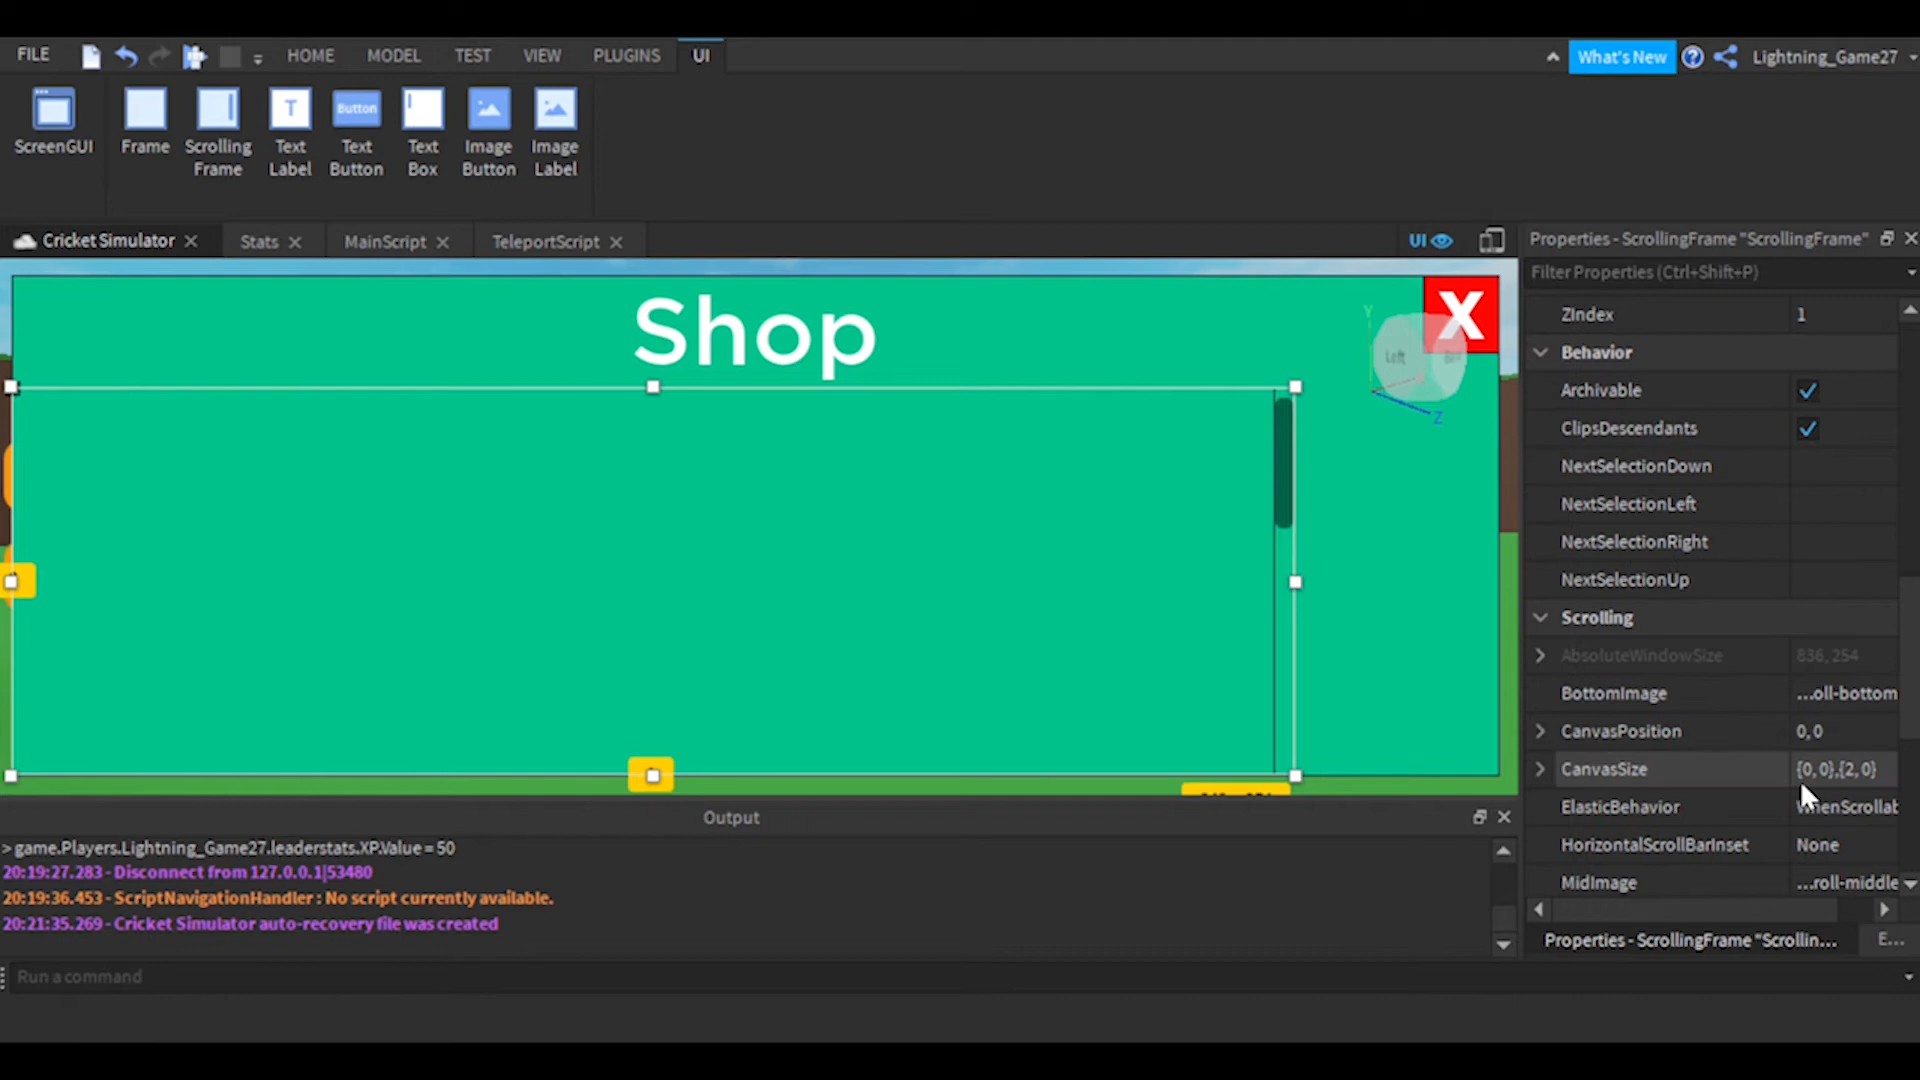 FILE HOME MODEL TEST VIEW PLUGINS UI What's New Lightning_Game27
ScreenGUI Frame Scrolling Frame Text Label Text Button Text Box Image Button Image Label
T Button
Cricket Simulator Stats MainScript TeleportScript UI
Properties - ScrollingFrame "ScrollingFrame"
Filter Properties (Ctrl+Shift+P)
Shop
X
Y
Left
Z
ZIndex 1
Behavior
Archivable
ClipsDescendants
NextSelectionDown
NextSelectionLeft
NextSelectionRight
NextSelectionUp
Scrolling
AbsoluteWindowSize 836, 254
BottomImage ...oll-bottom
CanvasPosition 0, 0
CanvasSize {0, 0},{2, 0}
ElasticBehavior WhenScrollab
HorizontalScrollBarInset None
MidImage ...roll-middle
Properties - ScrollingFrame "Scrollin... E...
Output
> game.Players.Lightning_Game27.leaderstats.XP.Value = 50
20:19:27.283 - Disconnect from 127.0.0.1|53480
20:19:36.453 - ScriptNavigationHandler : No script currently available.
20:21:35.269 - Cricket Simulator auto-recovery file was created
Run a command